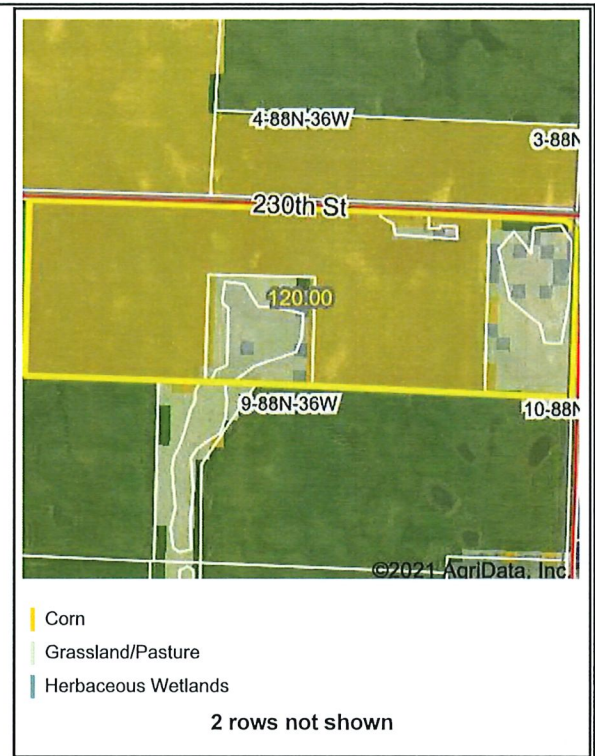 4-88N-36W
3-88N
230th St
120.00
9-88N-36W
10-88N
©2021 AgriData, Inc.
Corn
Grassland/Pasture
Herbaceous Wetlands
2 rows not shown